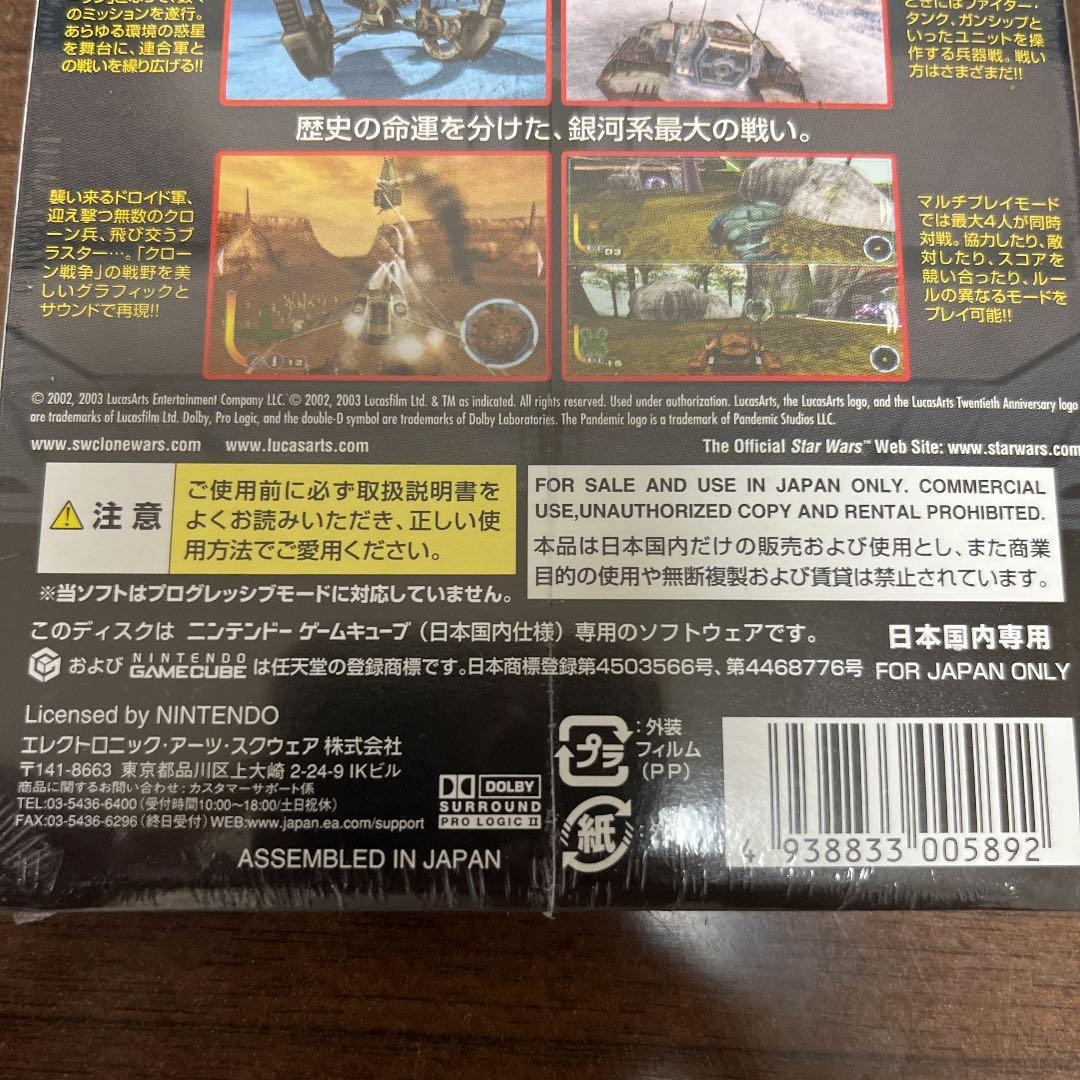 のミッションを遂行。
あらゆる環境の惑星
を舞台に、連合軍と
の戦いを繰り広げる!!
ときにはファイター・
タンク、ガンシップと
いったユニットを操
作する兵器戦。戦い
方はさまざまだ!!
歴史の命運を分けた、銀河系最大の戦い。
襲い来るドロイド軍、
迎え撃つ無数のクロ
ーン兵、飛び交うブ
ラスター…。「クロー
ン戦争」の戦野を美
しいグラフィックと
サウンドで再現!!
マルチプレイモード
では最大4人が同時
対戦。協力したり、敵
対したり、スコアを
競い合ったり、ルー
ルの異なるモードを
プレイ可能!!
© 2002, 2003 LucasArts Entertainment Company LLC. © 2002, 2003 Lucasfilm Ltd. & TM as indicated. All rights reserved. Used under authorization. LucasArts, the LucasArts logo, and the LucasArts Twentieth Anniversary logo
are trademarks of Lucasfilm Ltd. Dolby, Pro Logic, and the double-D symbol are trademarks of Dolby Laboratories. The Pandemic logo is a trademark of Pandemic Studios LLC.
www.swclonewars.com www.lucasarts.com The Official Star Wars™ Web Site: www.starwars.com
⚠ 注意
ご使用前に必ず取扱説明書を
よくお読みいただき、正しい使
用方法でご愛用ください。
FOR SALE AND USE IN JAPAN ONLY. COMMERCIAL
USE,UNAUTHORIZED COPY AND RENTAL PROHIBITED.
本品は日本国内だけの販売および使用とし、また商業
目的の使用や無断複製および賃貸は禁止されています。
※当ソフトはプログレッシブモードに対応していません。
このディスクは ニンテンドー ゲームキューブ（日本国内仕様）専用のソフトウェアです。
および NINTENDO GAMECUBE は任天堂の登録商標です。日本商標登録第4503566号、第4468776号
日本国内専用
FOR JAPAN ONLY
Licensed by NINTENDO
エレクトロニック・アーツ・スクウェア 株式会社
〒141-8663 東京都品川区上大崎 2-24-9 IKビル
商品に関するお問い合わせ：カスタマーサポート係
TEL:03-5436-6400（受付時間10:00〜18:00/土日祝休）
FAX:03-5436-6296（終日受付）WEB:www.japan.ea.com/support
DOLBY
SURROUND
PRO LOGIC II
ASSEMBLED IN JAPAN
プラ
：外装
フィルム
（PP）
紙
4 938833 005892